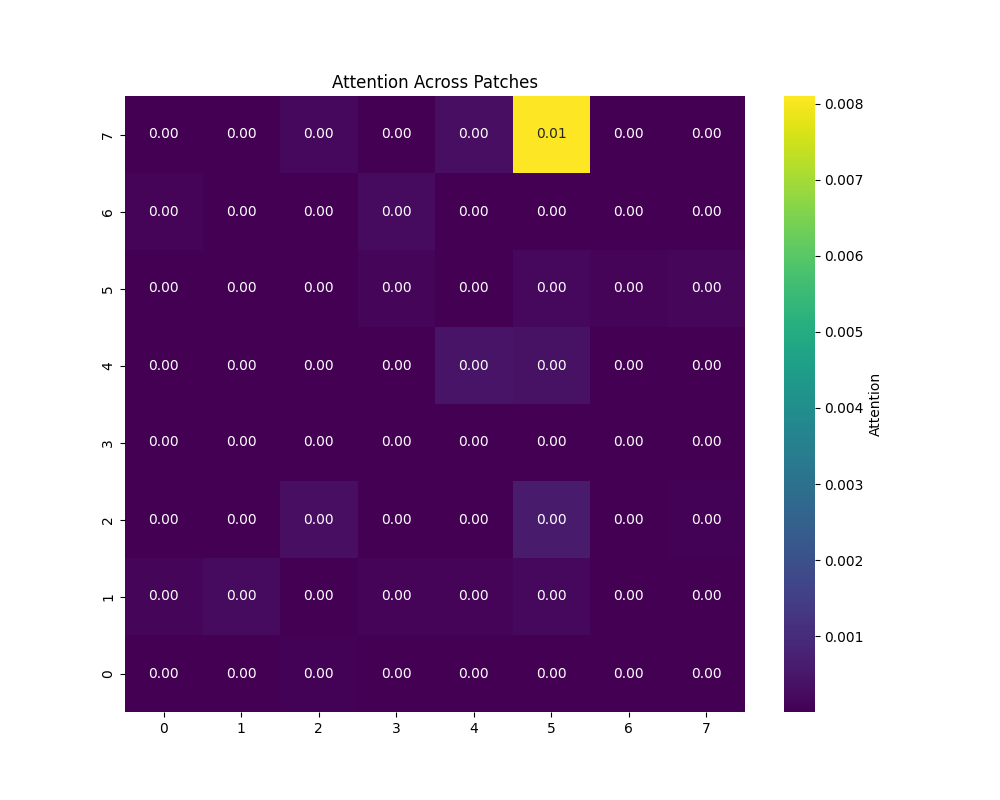 Attention Across Patches
7 0.00 0.00 0.00 0.00 0.00 0.01 0.00 0.00
6 0.00 0.00 0.00 0.00 0.00 0.00 0.00 0.00
5 0.00 0.00 0.00 0.00 0.00 0.00 0.00 0.00
4 0.00 0.00 0.00 0.00 0.00 0.00 0.00 0.00
3 0.00 0.00 0.00 0.00 0.00 0.00 0.00 0.00
2 0.00 0.00 0.00 0.00 0.00 0.00 0.00 0.00
1 0.00 0.00 0.00 0.00 0.00 0.00 0.00 0.00
0 0.00 0.00 0.00 0.00 0.00 0.00 0.00 0.00
0 1 2 3 4 5 6 7
0.008
0.007
0.006
0.005
0.004
0.003
0.002
0.001
Attention